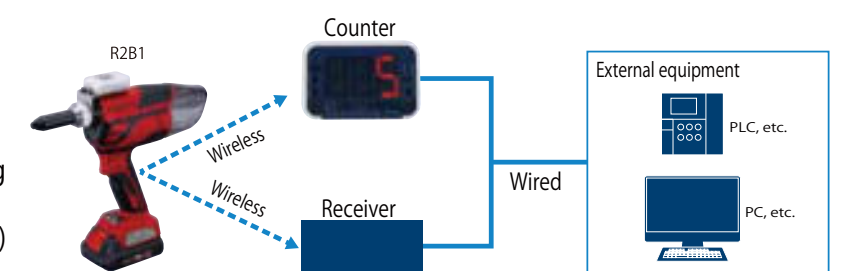 Counter
R2B1
5
External equipment
PLC, etc.
Wireless
g
Wireless
Wired
Receiver
PC, etc.
)